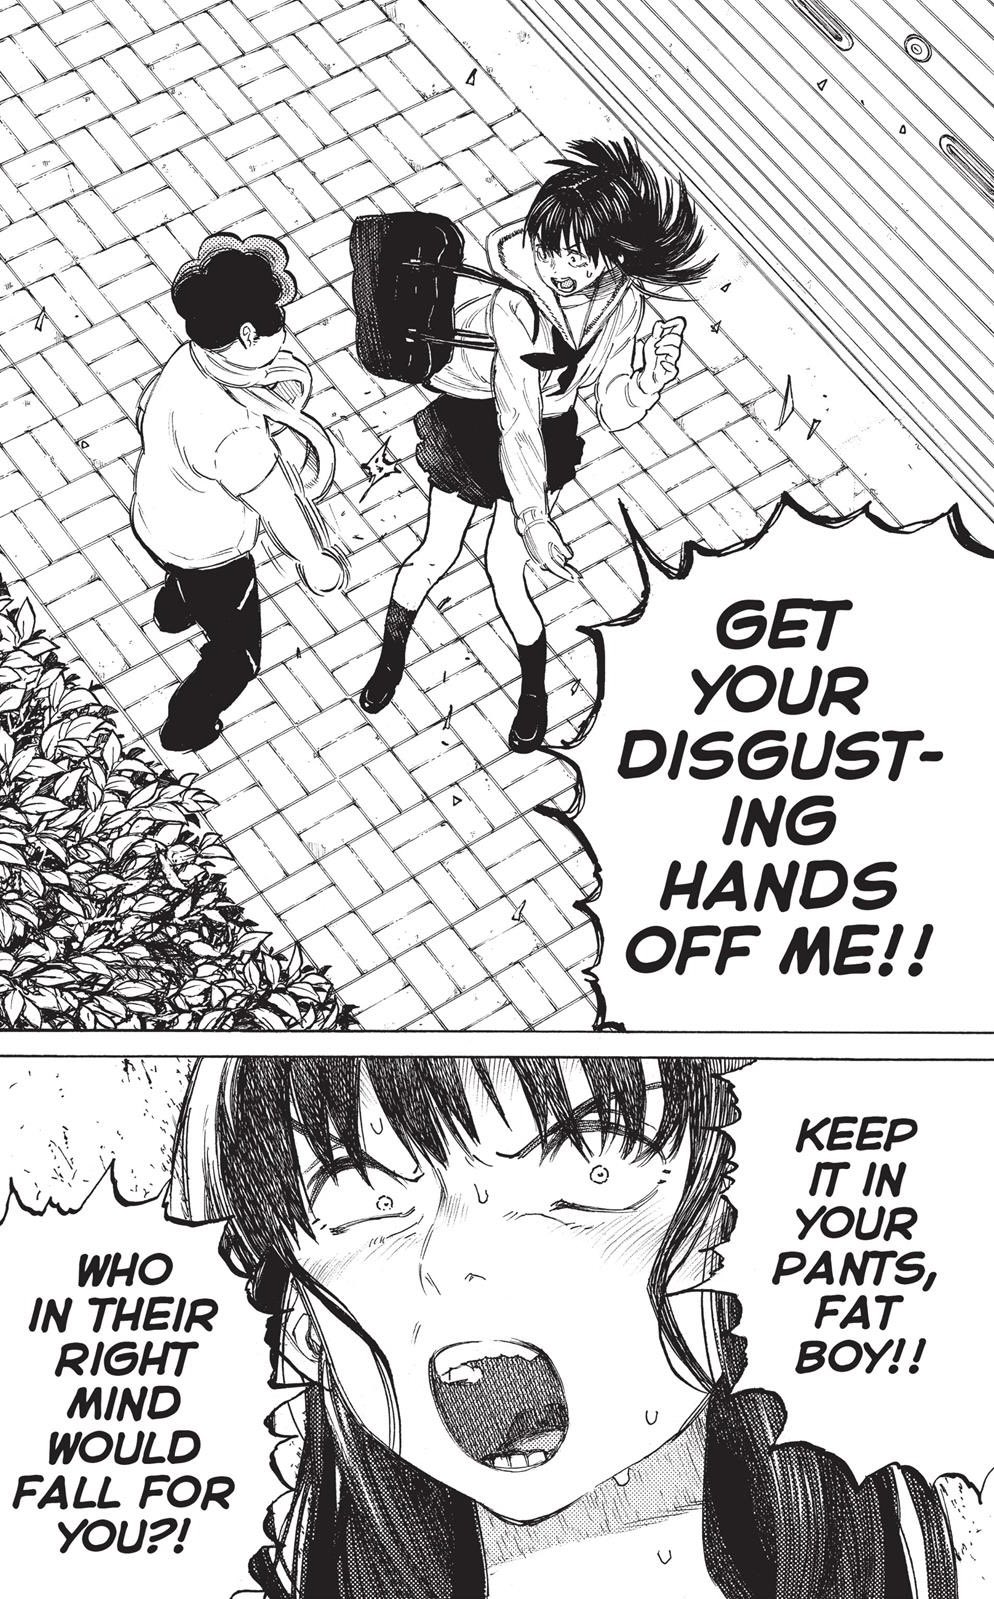 GET
YOUR
DISGUST-
ING
HANDS
OFF ME!!
KEEP
IT IN
YOUR
PANTS,
FAT
BOY!!
WHO
IN THEIR
RIGHT
MIND
WOULD
FALL FOR
YOU?!